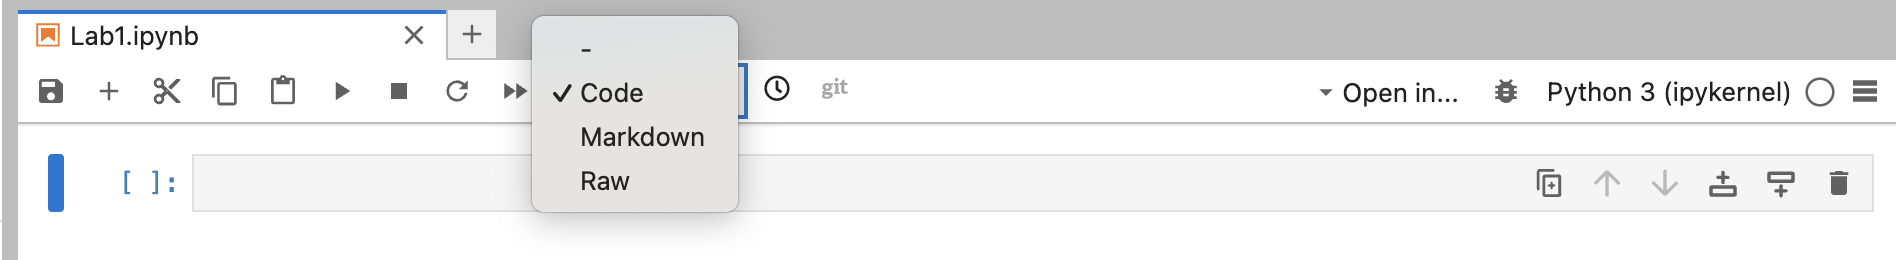 Lab1.ipynb
-
✓ Code
Markdown
Raw
git
Open in...
Python 3 (ipykernel)
[ ]: